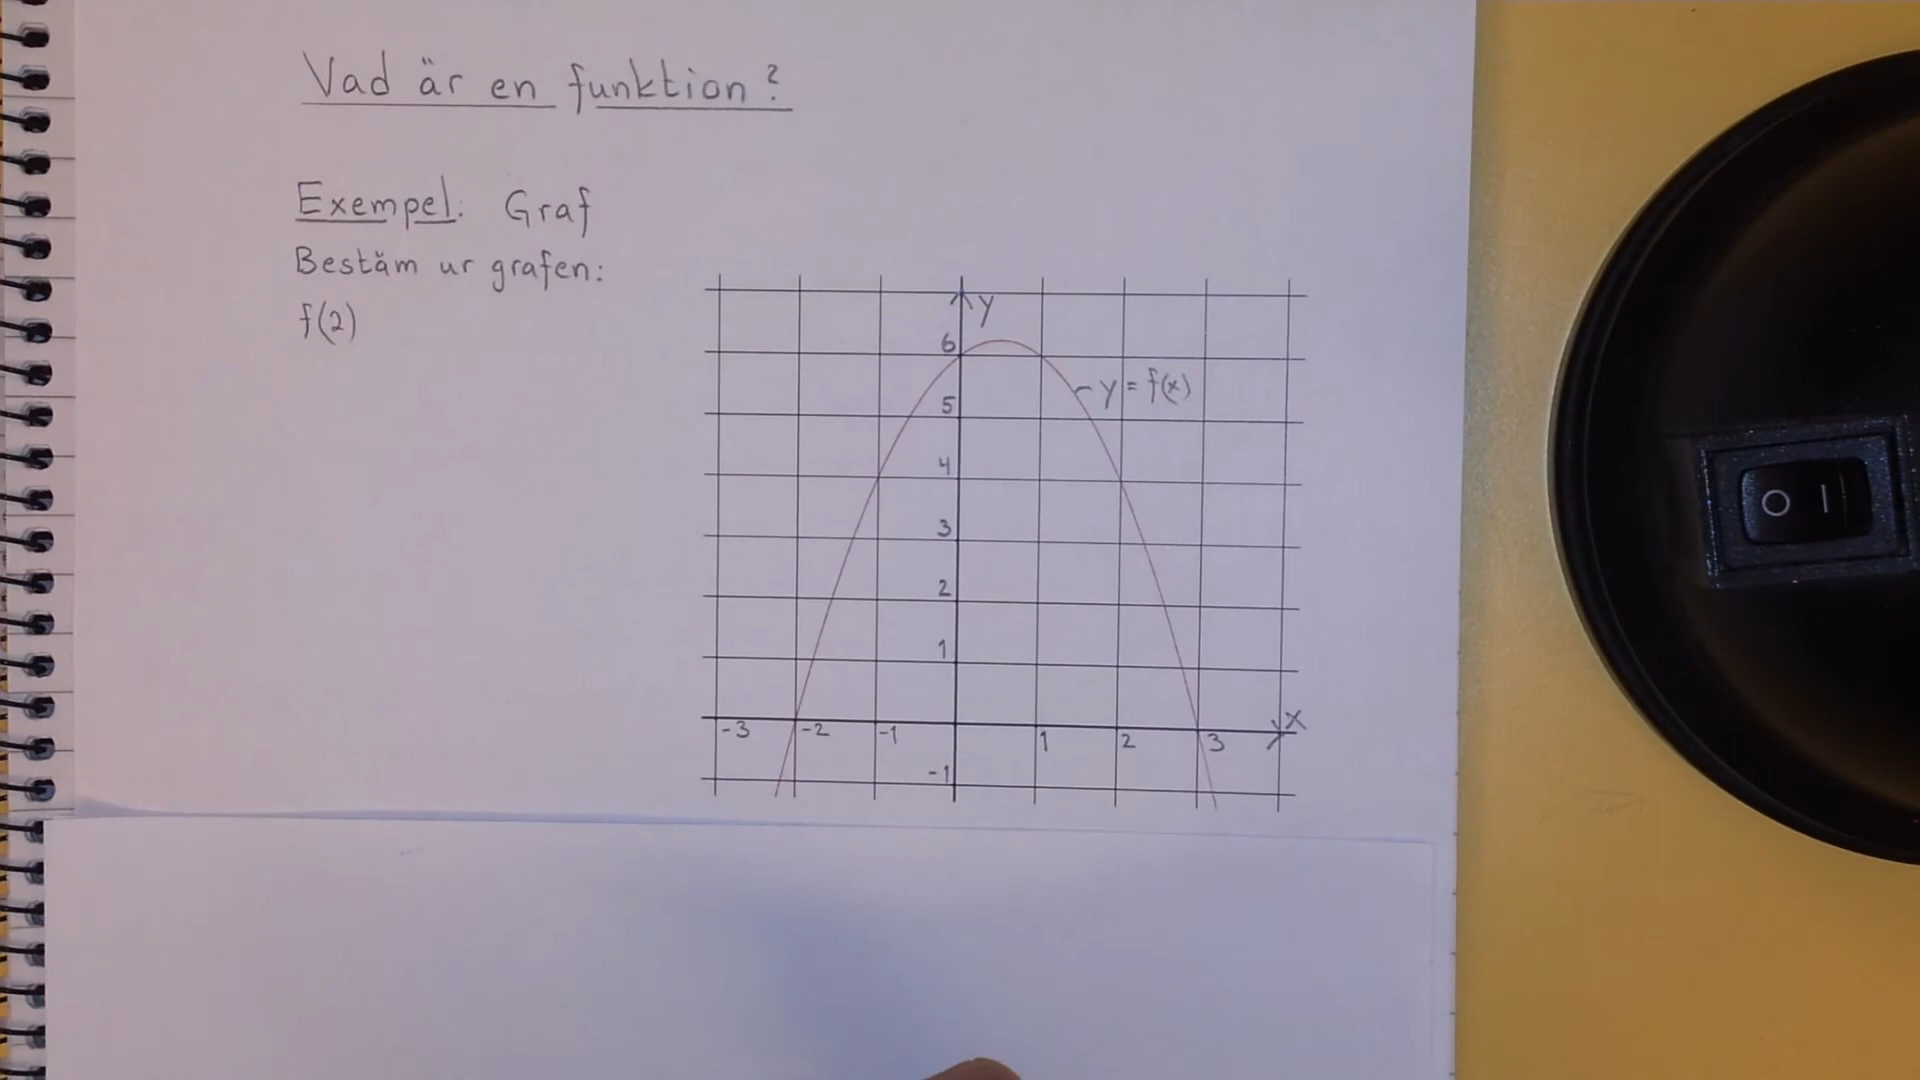 Vad är en funktion?
Exempel: Graf
Bestäm ur grafen:
f(2)
y
6
y = f(x)
5
4
3
2
1
x
-3 -2 -1 1 2 3
-1
O I